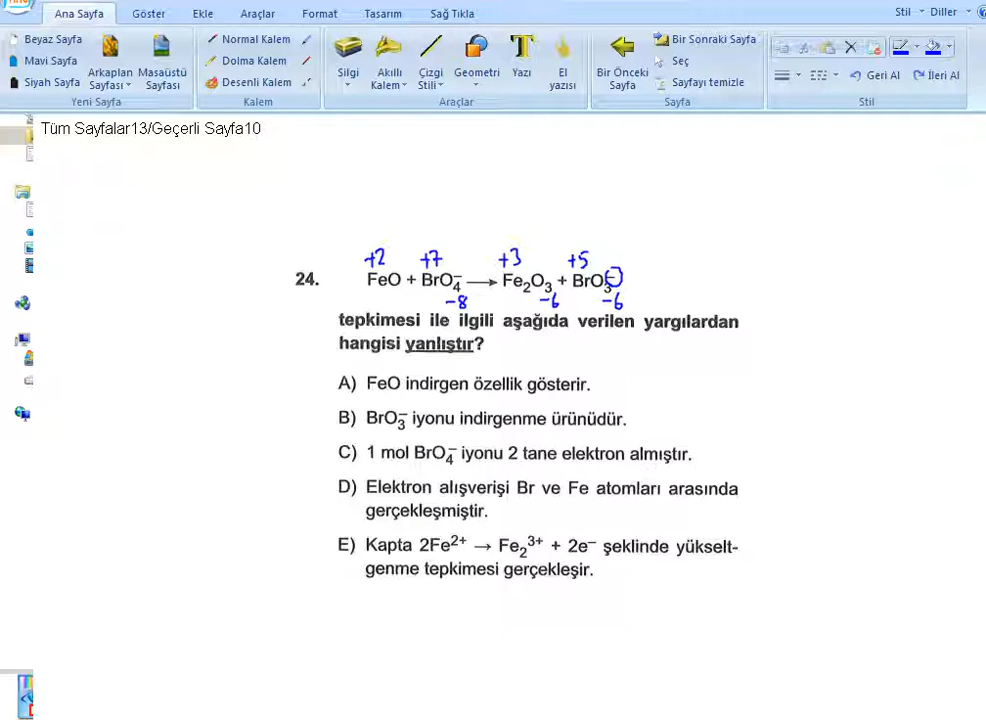 Ana Sayfa Göster Ekle Araçlar Format Tasarım Sağ Tıkla Stil Diller
Beyaz Sayfa
Mavi Sayfa
Siyah Sayfa
Arkaplan Sayfası
Masaüstü Sayfası
Yeni Sayfa
Normal Kalem
Dolma Kalem
Desenli Kalem
Kalem
Silgi
Akıllı Kalem
Çizgi Stili
Geometri
Yazı
El yazısı
Araçlar
Bir Önceki Sayfa
Bir Sonraki Sayfa
Seç
Sayfayı temizle
Sayfa
Geri Al İleri Al
Stil
Tüm Sayfalar13/Geçerli Sayfa10
+2 +7 +3 +5
24. FeO + BrO₄⁻ → Fe₂O₃ + BrO₃⁻
-8 -6 -6
tepkimesi ile ilgili aşağıda verilen yargılardan
hangisi yanlıştır?
A) FeO indirgen özellik gösterir.
B) BrO₃⁻ iyonu indirgenme ürünüdür.
C) 1 mol BrO₄⁻ iyonu 2 tane elektron almıştır.
D) Elektron alışverişi Br ve Fe atomları arasında
gerçekleşmiştir.
E) Kapta 2Fe²⁺ → Fe₂³⁺ + 2e⁻ şeklinde yükselt-
genme tepkimesi gerçekleşir.